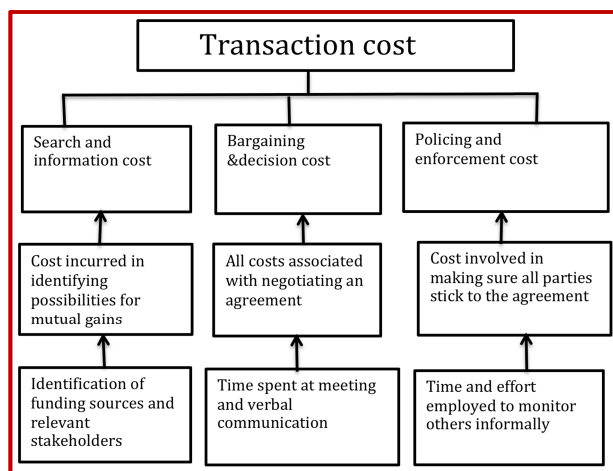 Transaction cost
Search and
information cost
Bargaining
&decision cost
Policing and
enforcement cost
Cost incurred in
identifying
possibilities for
mutual gains
All costs associated
with negotiating an
agreement
Cost involved in
making sure all parties
stick to the agreement
Identification of
funding sources and
relevant
stakeholders
Time spent at meeting
and verbal
communication
Time and effort
employed to monitor
others informally